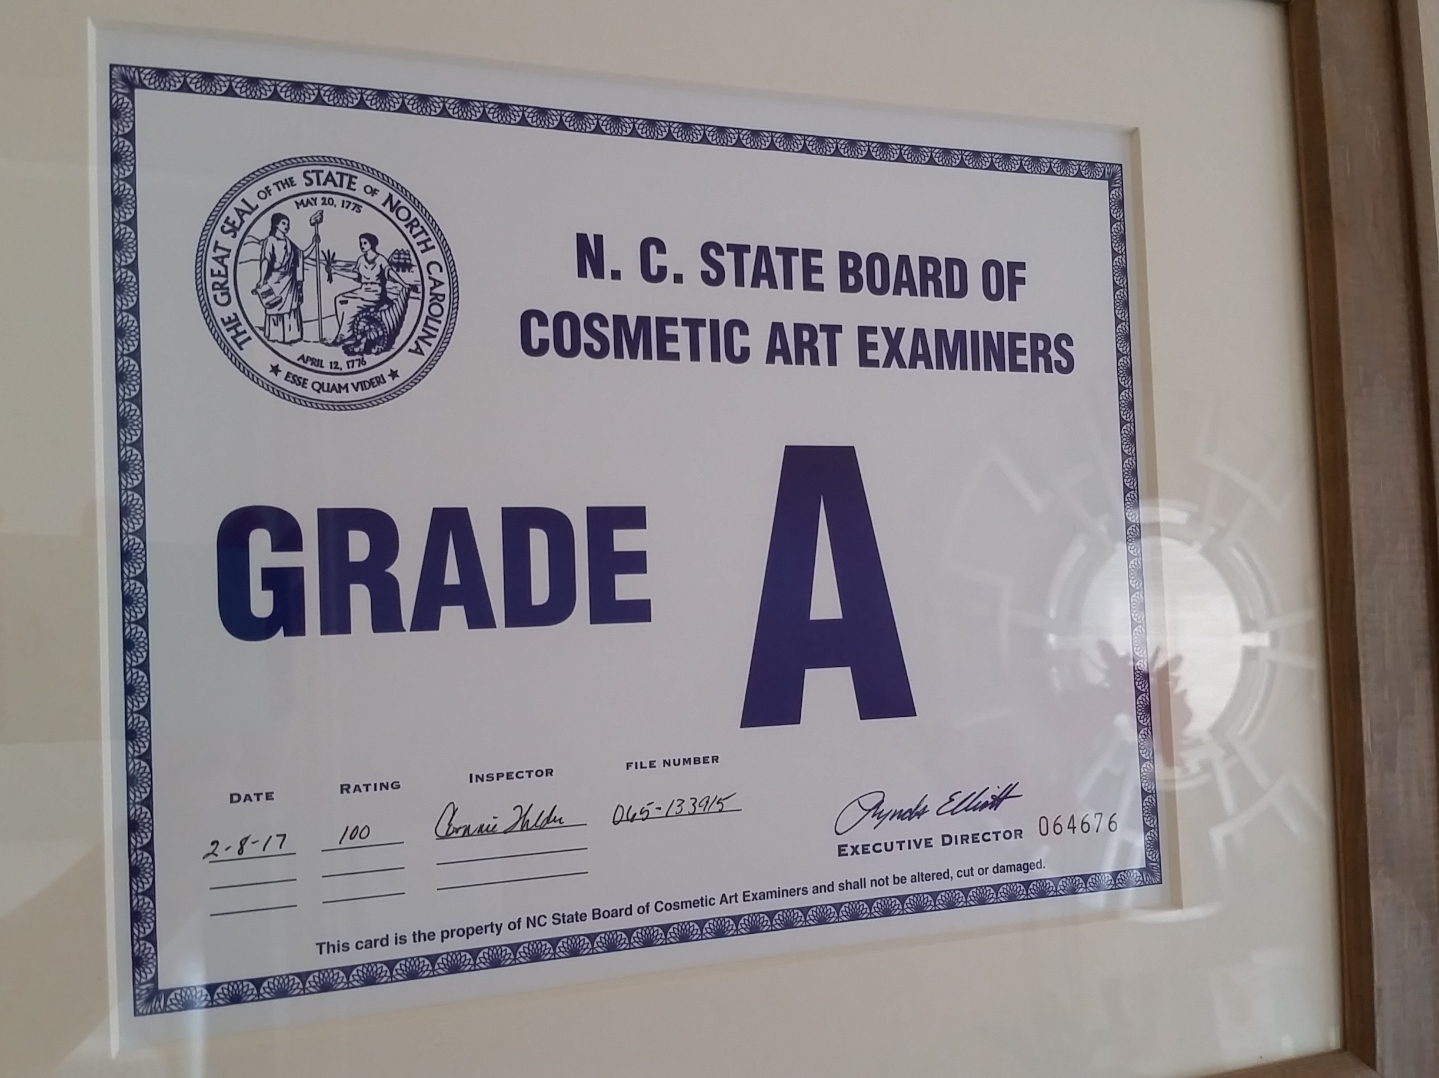 THE GREAT SEAL OF THE STATE OF NORTH CAROLINA
MAY 20, 1775
APRIL 12, 1776
★ ESSE QUAM VIDERI ★
N. C. STATE BOARD OF
COSMETIC ART EXAMINERS
GRADE A
DATE RATING INSPECTOR FILE NUMBER
2-8-17 100 Connie 065-133915
Lynda Elliott
EXECUTIVE DIRECTOR 064676
This card is the property of NC State Board of Cosmetic Art Examiners and shall not be altered, cut or damaged.